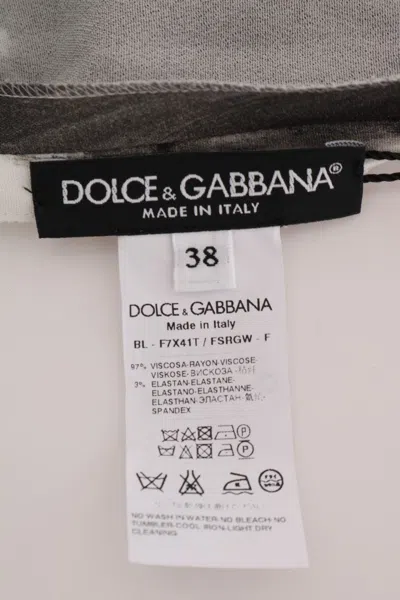 DOLCE & GABBANA®
MADE IN ITALY
38
DOLCE & GABBANA
Made in Italy
BL - F7X41T / FSRGW - F
97% VISCOSA-RAYON-VISCOSE-
VISKOSE-ВИСКОЗА-
3% ELASTAN-ELASTANE-
ELASTANO-ELASTHANNE-
ELASTHAN-ЭЛАСТАН-
SPANDEX
P
P
NO WASH IN WATER-NO BLEACH-NO
TUMBLER-COOL IRON-LIGHT DRY
CLEANING